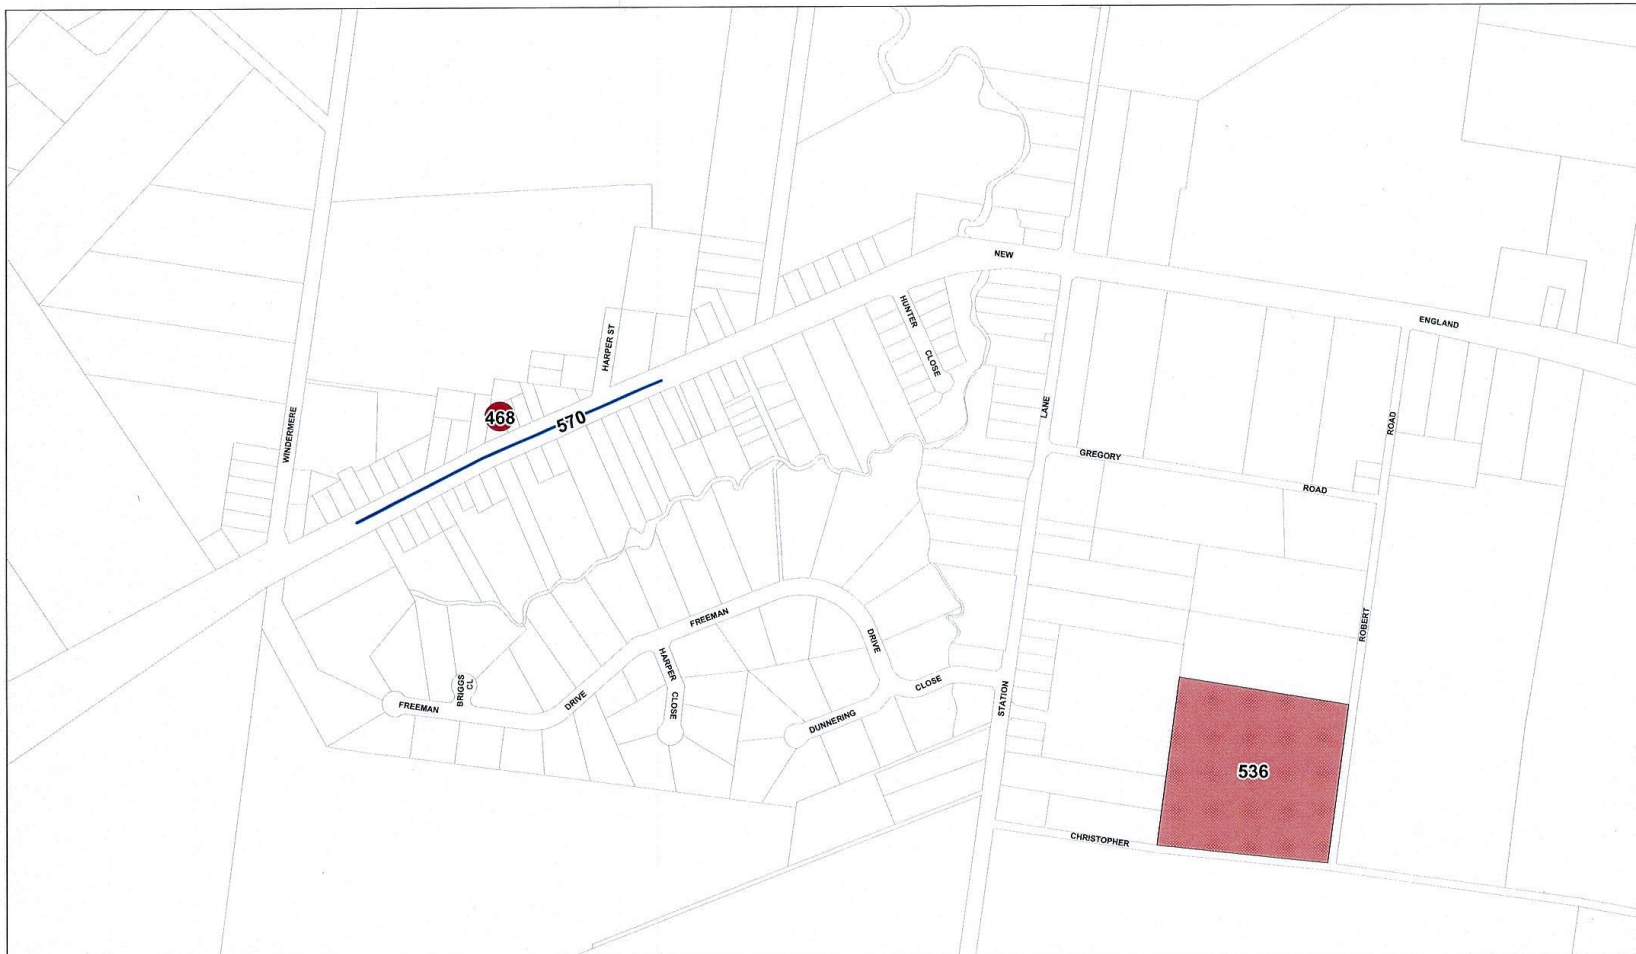 NEW
ENGLAND
HUNTER
CLOSE
HARPER ST
468
570
WINDERMERE
LANE
ROAD
GREGORY
ROAD
FREEMAN
DRIVE
ROBERT
HARPER
CLOSE
BRIGGS
CL
FREEMAN
DRIVE
DUNNERING
CLOSE
STATION
536
CHRISTOPHER